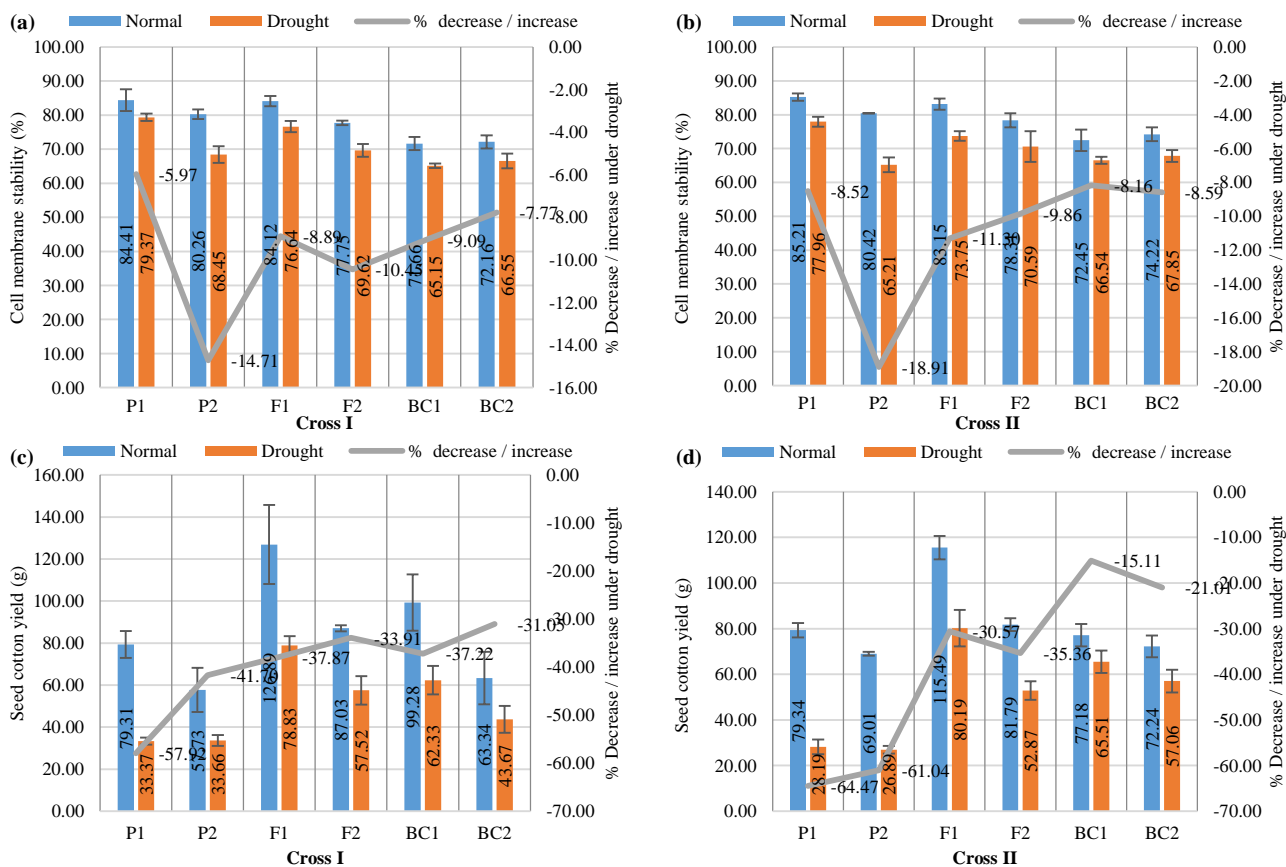 (a)
Normal Drought % decrease / increase
100.00
90.00
80.00
70.00
60.00
50.00
40.00
30.00
20.00
10.00
0.00
Cell membrane stability (%)
84.41 79.37 80.26 68.45 84.12 76.64 77.75 69.62 71.66 65.15 72.16 66.55
-5.97 -14.71 -8.89 -10.45 -9.09 -7.77
0.00
-2.00
-4.00
-6.00
-8.00
-10.00
-12.00
-14.00
-16.00
% Decrease/ increase under drought
P1 P2 F1 F2 BC1 BC2
Cross I
(b)
Normal Drought % decrease / increase
100.00
90.00
80.00
70.00
60.00
50.00
40.00
30.00
20.00
10.00
0.00
Cell membrane stability (%)
85.21 77.96 80.42 65.21 83.15 73.75 78.31 70.59 72.45 66.54 74.22 67.85
-8.52 -18.91 -11.30 -9.86 -8.16 -8.59
0.00
-2.00
-4.00
-6.00
-8.00
-10.00
-12.00
-14.00
-16.00
-18.00
-20.00
% Decrease / increase under drought
P1 P2 F1 F2 BC1 BC2
Cross II
(c)
Normal Drought % decrease / increase
160.00
140.00
120.00
100.00
80.00
60.00
40.00
20.00
0.00
Seed cotton yield (g)
79.31 33.37 57.73 33.66 126.89 78.83 87.03 57.52 99.28 62.33 63.34 43.67
-57.92 -41.70 -37.87 -33.91 -37.22 -31.05
0.00
-10.00
-20.00
-30.00
-40.00
-50.00
-60.00
-70.00
% Decrease / increase under drought
P1 P2 F1 F2 BC1 BC2
Cross I
(d)
Normal Drought % decrease / increase
140.00
120.00
100.00
80.00
60.00
40.00
20.00
0.00
Seed cotton yield (g)
79.34 28.19 69.01 26.89 115.49 80.19 81.79 52.87 77.18 65.51 72.24 57.06
-64.47 -61.04 -30.57 -35.36 -15.11 -21.01
0.00
-10.00
-20.00
-30.00
-40.00
-50.00
-60.00
-70.00
% Decrease / increase under drought
P1 P2 F1 F2 BC1 BC2
Cross II